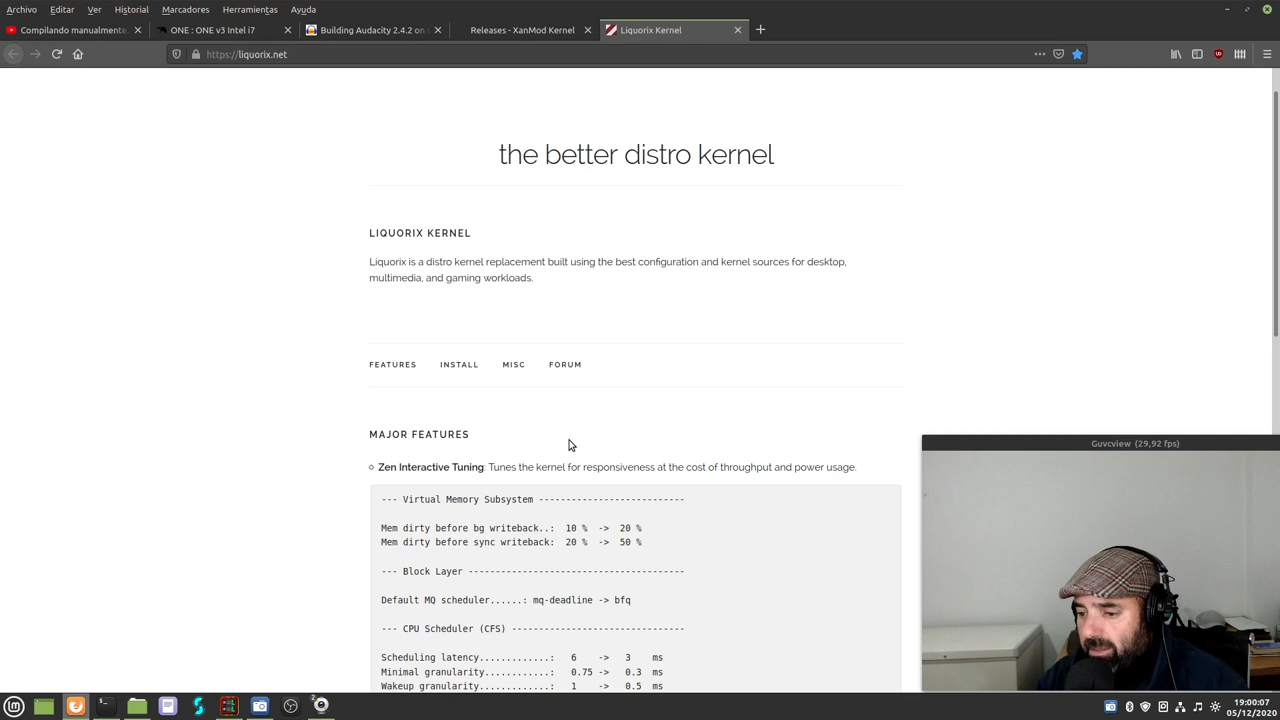 Archivo Editar Ver Historial Marcadores Herramientas Ayuda
Compilando manualmente ONE : ONE v3 Intel i7 Building Audacity 2.4.2 on Releases - XanMod Kernel Liquorix Kernel
https://liquorix.net
the better distro kernel
LIQUORIX KERNEL
Liquorix is a distro kernel replacement built using the best configuration and kernel sources for desktop,
multimedia, and gaming workloads.
FEATURES INSTALL MISC FORUM
MAJOR FEATURES
Zen Interactive Tuning: Tunes the kernel for responsiveness at the cost of throughput and power usage.
--- Virtual Memory Subsystem ---------------------------
Mem dirty before bg writeback..: 10 % -> 20 %
Mem dirty before sync writeback: 20 % -> 50 %
--- Block Layer ----------------------------------------
Default MQ scheduler......: mq-deadline -> bfq
--- CPU Scheduler (CFS) --------------------------------
Scheduling latency.............: 6 -> 3 ms
Minimal granularity............: 0.75 -> 0.3 ms
Wakeup granularity.............: 1 -> 0.5 ms
Guvcview (29,92 fps)
2
19:00:07
05/12/2020